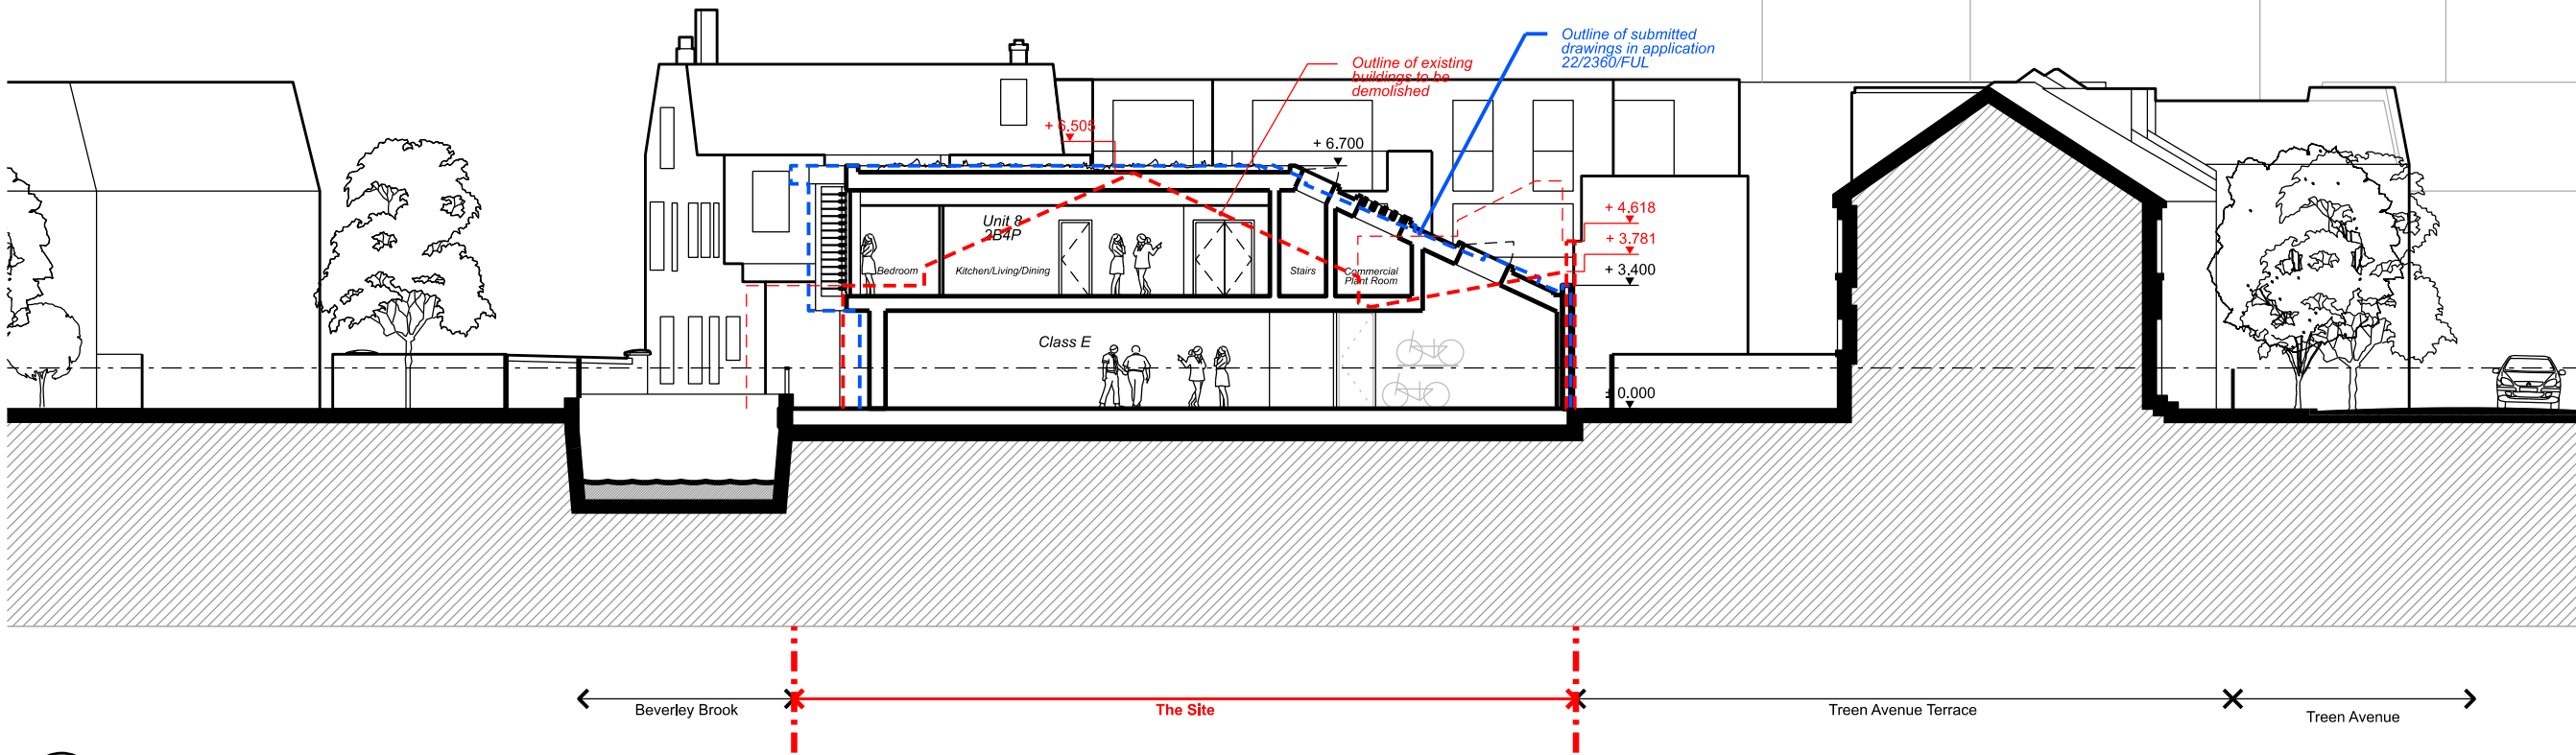 Outline of submitted
drawings in application
22/2360/FUL
Outline of existing
buildings to be
demolished
+ 6.505
+ 6.700
+ 4.618
+ 3.781
+ 3.400
± 0.000
Unit 8
2B4P
Bedroom
Kitchen/Living/Dining
Stairs
Commercial
Plant Room
Class E
Beverley Brook
The Site
Treen Avenue Terrace
Treen Avenue